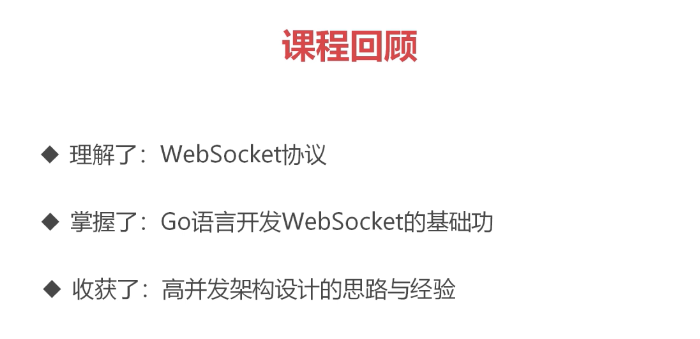 课程回顾
◆ 理解了：WebSocket协议
◆ 掌握了：Go语言开发WebSocket的基础功
◆ 收获了：高并发架构设计的思路与经验